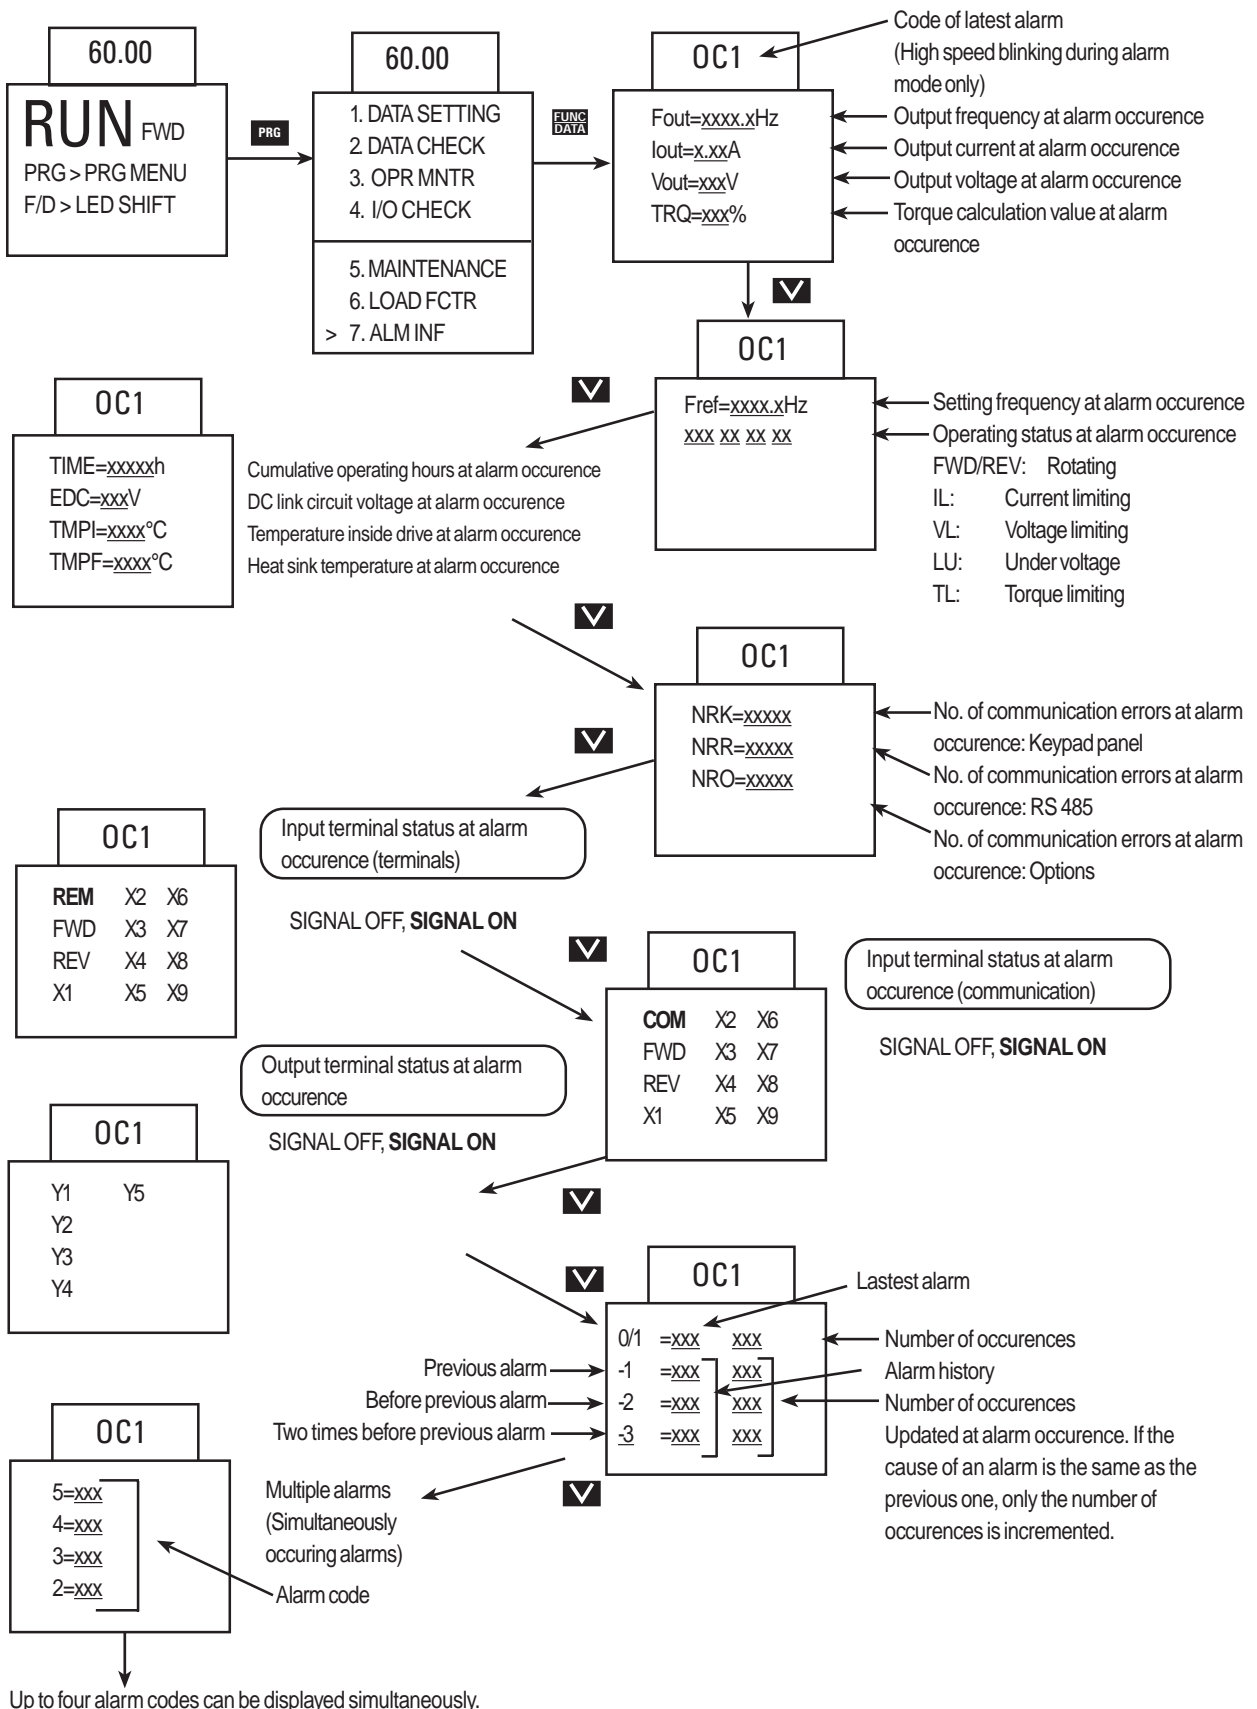 60.00
RUN FWD
PRG > PRG MENU
F/D > LED SHIFT
PRG
60.00
1. DATA SETTING
2. DATA CHECK
3. OPR MNTR
4. I/O CHECK
5. MAINTENANCE
6. LOAD FCTR
> 7. ALM INF
FUNC
DATA
OC1
Fout=xxxx.xHz
Iout=x.xxA
Vout=xxxV
TRQ=xxx%
Code of latest alarm
(High speed blinking during alarm
mode only)
Output frequency at alarm occurence
Output current at alarm occurence
Output voltage at alarm occurence
Torque calculation value at alarm
occurence
OC1
Fref=xxxx.xHz
xxx xx xx xx
Setting frequency at alarm occurence
Operating status at alarm occurence
FWD/REV: Rotating
IL: Current limiting
VL: Voltage limiting
LU: Under voltage
TL: Torque limiting
OC1
TIME=xxxxxh
EDC=xxxV
TMPI=xxxx°C
TMPF=xxxx°C
Cumulative operating hours at alarm occurence
DC link circuit voltage at alarm occurence
Temperature inside drive at alarm occurence
Heat sink temperature at alarm occurence
OC1
NRK=xxxxx
NRR=xxxxx
NRO=xxxxx
No. of communication errors at alarm
occurence: Keypad panel
No. of communication errors at alarm
occurence: RS 485
No. of communication errors at alarm
occurence: Options
OC1
REM X2 X6
FWD X3 X7
REV X4 X8
X1 X5 X9
Input terminal status at alarm
occurence (terminals)
SIGNAL OFF, SIGNAL ON
OC1
COM X2 X6
FWD X3 X7
REV X4 X8
X1 X5 X9
Input terminal status at alarm
occurence (communication)
SIGNAL OFF, SIGNAL ON
Output terminal status at alarm
occurence
SIGNAL OFF, SIGNAL ON
OC1
Y1 Y5
Y2
Y3
Y4
OC1
0/1 =xxx xxx
-1 =xxx xxx
-2 =xxx xxx
-3 =xxx xxx
Previous alarm
Before previous alarm
Two times before previous alarm
Lastest alarm
Number of occurences
Alarm history
Number of occurences
Updated at alarm occurence. If the
cause of an alarm is the same as the
previous one, only the number of
occurences is incremented.
OC1
5=xxx
4=xxx
3=xxx
2=xxx
Multiple alarms
(Simultaneously
occuring alarms)
Alarm code
Up to four alarm codes can be displayed simultaneously.